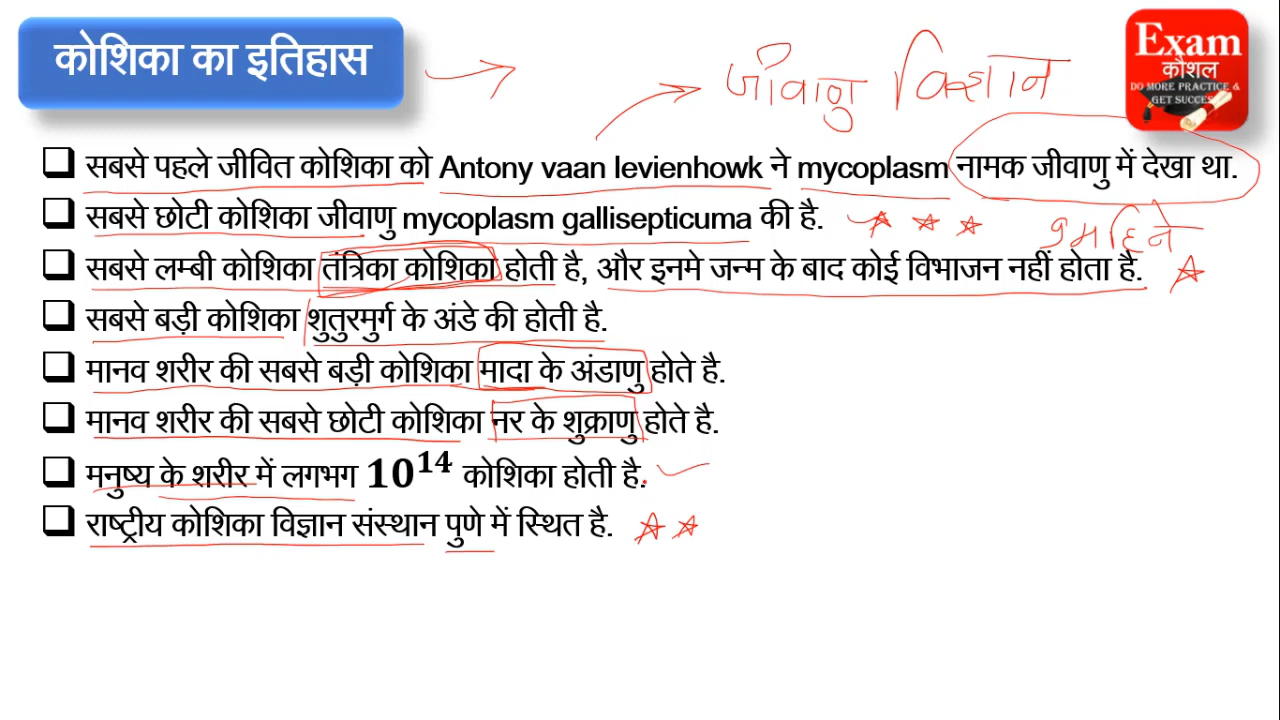 कोशिका का इतिहास
जीवाणु विज्ञान
Exam
कौशल
DO MORE PRACTICE &
GET SUCCESS
सबसे पहले जीवित कोशिका को Antony vaan levienhowk ने mycoplasm नामक जीवाणु में देखा था.
सबसे छोटी कोशिका जीवाणु mycoplasm gallisepticuma की है.
9 महिने
सबसे लम्बी कोशिका तंत्रिका कोशिका होती है, और इनमे जन्म के बाद कोई विभाजन नहीं होता है.
सबसे बड़ी कोशिका शुतुरमुर्ग के अंडे की होती है.
मानव शरीर की सबसे बड़ी कोशिका मादा के अंडाणु होते है.
मानव शरीर की सबसे छोटी कोशिका नर के शुक्राणु होते है.
मनुष्य के शरीर में लगभग 10¹⁴ कोशिका होती है.
राष्ट्रीय कोशिका विज्ञान संस्थान पुणे में स्थित है.